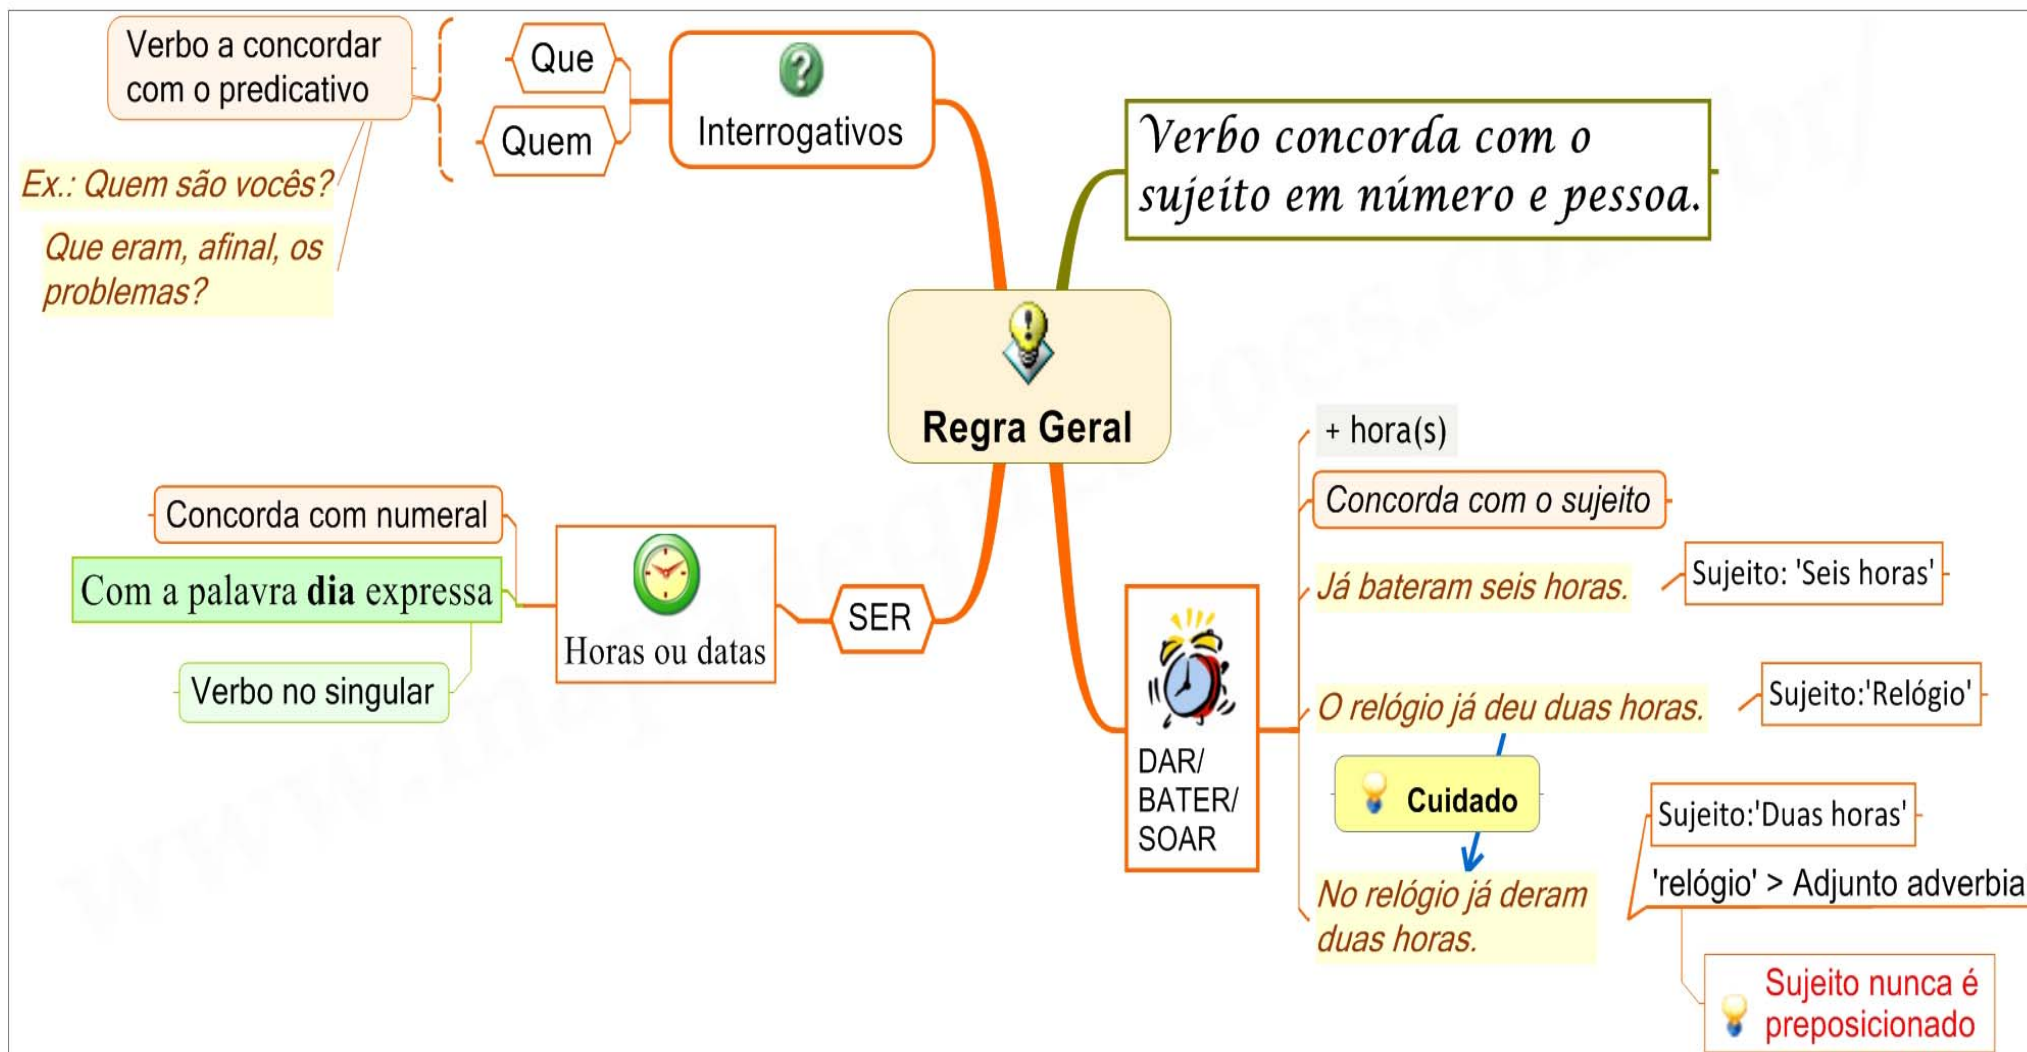 Verbo a concordar
com o predicativo
Que
Quem
Interrogativos
Ex.: Quem são vocês?
Que eram, afinal, os
problemas?
Verbo concorda com o
sujeito em número e pessoa.
Regra Geral
Concorda com numeral
Com a palavra dia expressa
Verbo no singular
Horas ou datas
SER
DAR/
BATER/
SOAR
+ hora(s)
Concorda com o sujeito
Já bateram seis horas.
Sujeito: 'Seis horas'
O relógio já deu duas horas.
Sujeito:'Relógio'
Cuidado
No relógio já deram
duas horas.
Sujeito:'Duas horas'
'relógio' > Adjunto adverbia
Sujeito nunca é
preposicionado